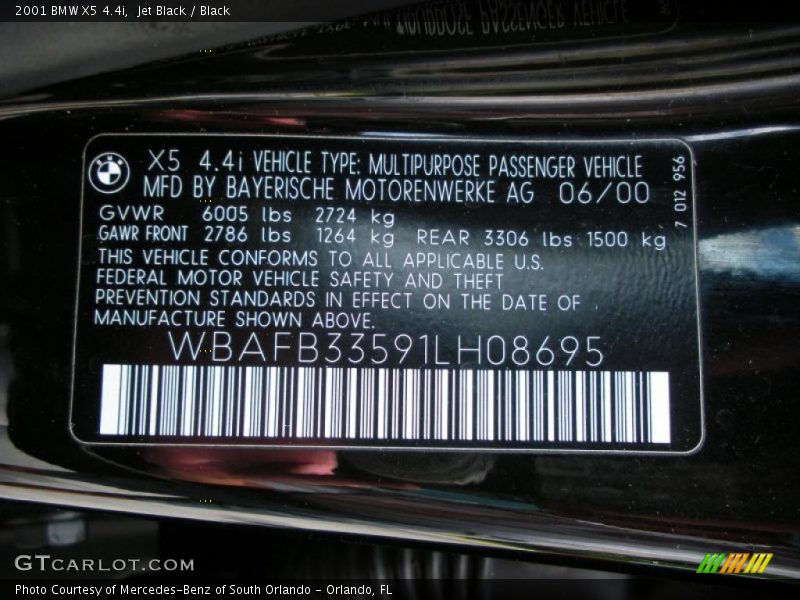 2001 BMW X5 4.4i, Jet Black / Black
X5 4.4i VEHICLE TYPE: MULTIPURPOSE PASSENGER VEHICLE
MFD BY BAYERISCHE MOTORENWERKE AG 06/00
7 012 956
GVWR 6005 lbs 2724 kg
GAWR FRONT 2786 lbs 1264 kg REAR 3306 lbs 1500 kg
THIS VEHICLE CONFORMS TO ALL APPLICABLE U.S.
FEDERAL MOTOR VEHICLE SAFETY AND THEFT
PREVENTION STANDARDS IN EFFECT ON THE DATE OF
MANUFACTURE SHOWN ABOVE.
WBAFB33591LH08695
GTCARLOT.COM
Photo Courtesy of Mercedes-Benz of South Orlando - Orlando, FL